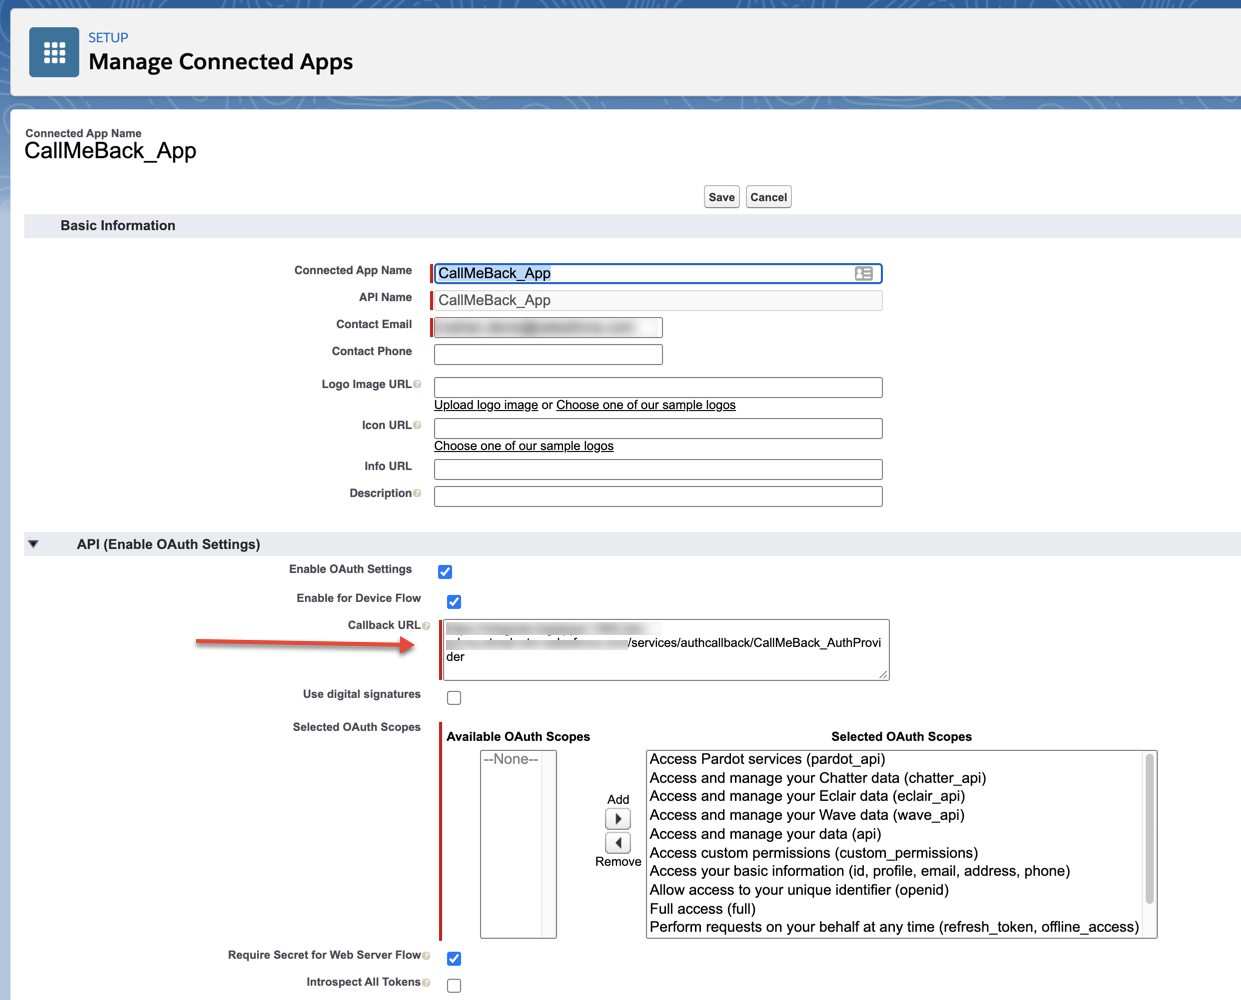 SETUP
Manage Connected Apps
Connected App Name
CallMeBack_App
Save Cancel
Basic Information
Connected App Name CallMeBack_App
API Name CallMeBack_App
Contact Email
Contact Phone
Logo Image URL
Upload logo image or Choose one of our sample logos
Icon URL
Choose one of our sample logos
Info URL
Description
API (Enable OAuth Settings)
Enable OAuth Settings
Enable for Device Flow
Callback URL
/services/authcallback/CallMeBack_AuthProvi
der
Use digital signatures
Selected OAuth Scopes
Available OAuth Scopes Selected OAuth Scopes
--None--
Add
Remove
Access Pardot services (pardot_api)
Access and manage your Chatter data (chatter_api)
Access and manage your Eclair data (eclair_api)
Access and manage your Wave data (wave_api)
Access and manage your data (api)
Access custom permissions (custom_permissions)
Access your basic information (id, profile, email, address, phone)
Allow access to your unique identifier (openid)
Full access (full)
Perform requests on your behalf at any time (refresh_token, offline_access)
Require Secret for Web Server Flow
Introspect All Tokens